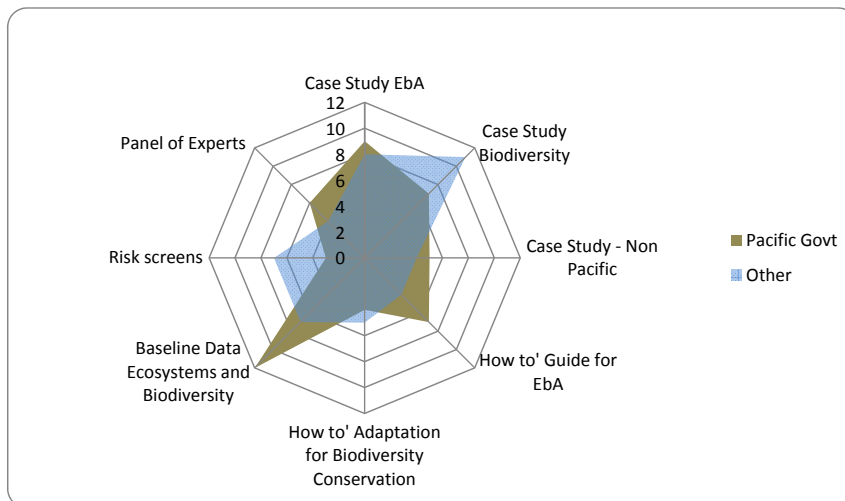 Case Study EbA
12
10
8
6
4
2
0
Case Study
Biodiversity
Case Study - Non
Pacific
How to' Guide for
EbA
How to' Adaptation
for Biodiversity
Conservation
Baseline Data
Ecosystems and
Biodiversity
Risk screens
Panel of Experts
Pacific Govt
Other